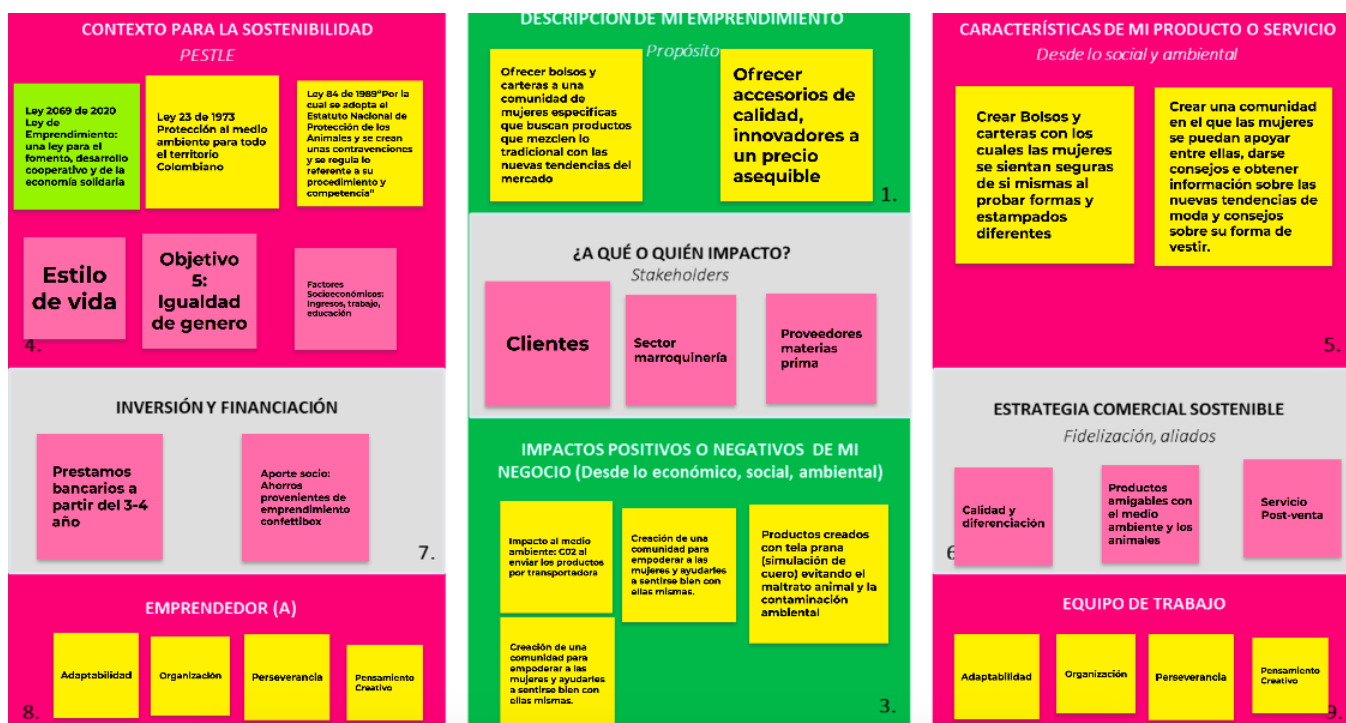 CONTEXTO PARA LA SOSTENIBILIDAD
PESTLE
Ley 2069 de 2020
Ley de
Emprendimiento:
una ley para el
fomento, desarrollo
cooperativo y de la
economía solidaria
Ley 23 de 1973
Protección al medio
ambiente para todo
el territorio
Colombiano
Ley 84 de 1989"Por la
cual se adopta el
Estatuto Nacional de
Protección de los
Animales y se crean
unas contravenciones
y se regula lo
referente a su
procedimiento y
competencia"
Estilo
de vida
Objetivo
5:
Igualdad
de genero
Factores
Socioeconómicos:
Ingresos, trabajo,
educación
4.
INVERSIÓN Y FINANCIACIÓN
Prestamos
bancarios a
partir del 3-4
año
Aporte socio:
Ahorros
provenientes de
emprendimiento
confettibox
7.
EMPRENDEDOR (A)
Adaptabilidad
Organización
Perseverancia
Pensamiento
Creativo
8.
DESCRIPCIÓN DE MI EMPRENDIMIENTO
Propósito
Ofrecer bolsos y
carteras a una
comunidad de
mujeres especificas
que buscan productos
que mezclen lo
tradicional con las
nuevas tendencias del
mercado
Ofrecer
accesorios de
calidad,
innovadores a
un precio
asequible
1.
¿A QUÉ O QUIÉN IMPACTO?
Stakeholders
Clientes
Sector
marroquinería
Proveedores
materias
prima
IMPACTOS POSITIVOS O NEGATIVOS DE MI
NEGOCIO (Desde lo económico, social, ambiental)
Impacto al medio
ambiente: CO2 al
enviar los productos
por transportadora
Creación de una
comunidad para
empoderar a las
mujeres y ayudarles
a sentirse bien con
ellas mismas.
Productos creados
con tela prana
(simulación de
cuero) evitando el
maltrato animal y la
contaminación
ambiental
Creación de una
comunidad para
empoderar a las
mujeres y ayudarles
a sentirse bien con
ellas mismas.
3.
CARACTERÍSTICAS DE MI PRODUCTO O SERVICIO
Desde lo social y ambiental
Crear Bolsos y
carteras con los
cuales las mujeres
se sientan seguras
de si mismas al
probar formas y
estampados
diferentes
Crear una comunidad
en el que las mujeres
se puedan apoyar
entre ellas, darse
consejos e obtener
información sobre las
nuevas tendencias de
moda y consejos
sobre su forma de
vestir.
5.
ESTRATEGIA COMERCIAL SOSTENIBLE
Fidelización, aliados
Calidad y
diferenciación
Productos
amigables con
el medio
ambiente y los
animales
Servicio
Post-venta
6.
EQUIPO DE TRABAJO
Adaptabilidad
Organización
Perseverancia
Pensamiento
Creativo
9.